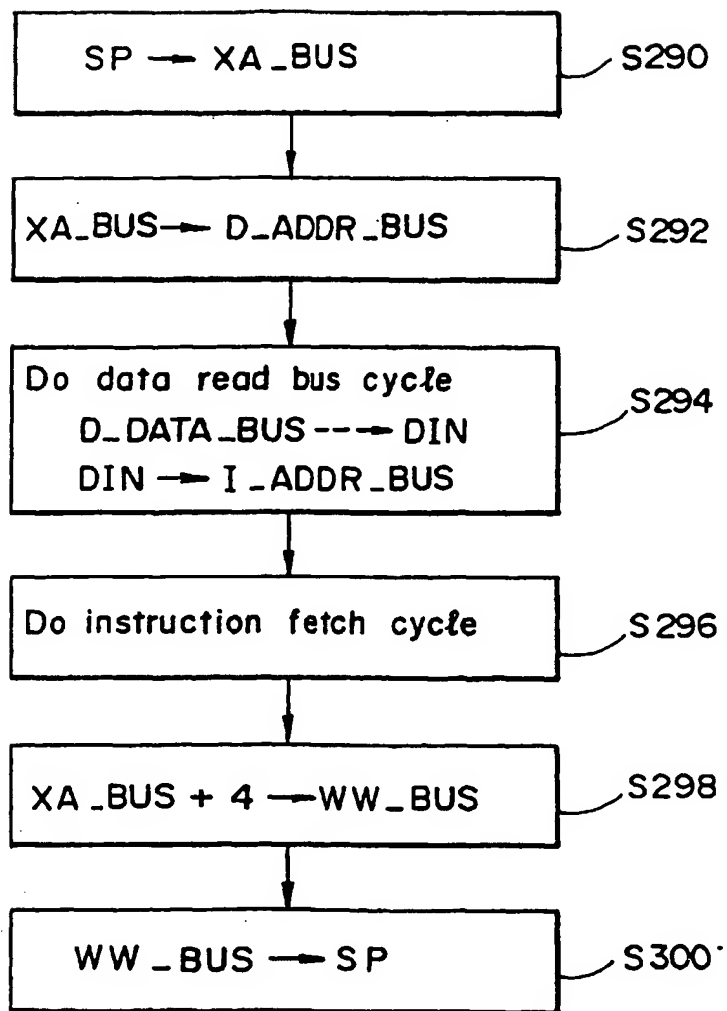 SP → XA_BUS
S290
XA_BUS → D_ADDR_BUS
S292
Do data read bus cycle
D_DATA_BUS ---→ DIN
DIN → I_ADDR_BUS
S294
Do instruction fetch cycle
S296
XA_BUS + 4 → WW_BUS
S298
WW_BUS → SP
S300